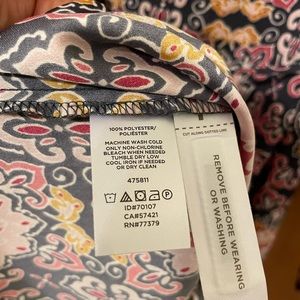 100% POLYESTER/
POLIÉSTER
MACHINE WASH COLD
ONLY NON-CHLORINE
BLEACH WHEN NEEDED
TUMBLE DRY LOW
COOL IRON IF NEEDED
OR DRY CLEAN
475811
ID#70107
CA#57421
RN#77379
CUT ALONG DOTTED LINE
REMOVE BEFORE WEARING
OR WASHING